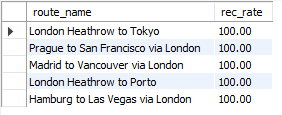 route_name rec_rate
London Heathrow to Tokyo 100.00
Prague to San Francisco via London 100.00
Madrid to Vancouver via London 100.00
London Heathrow to Porto 100.00
Hamburg to Las Vegas via London 100.00